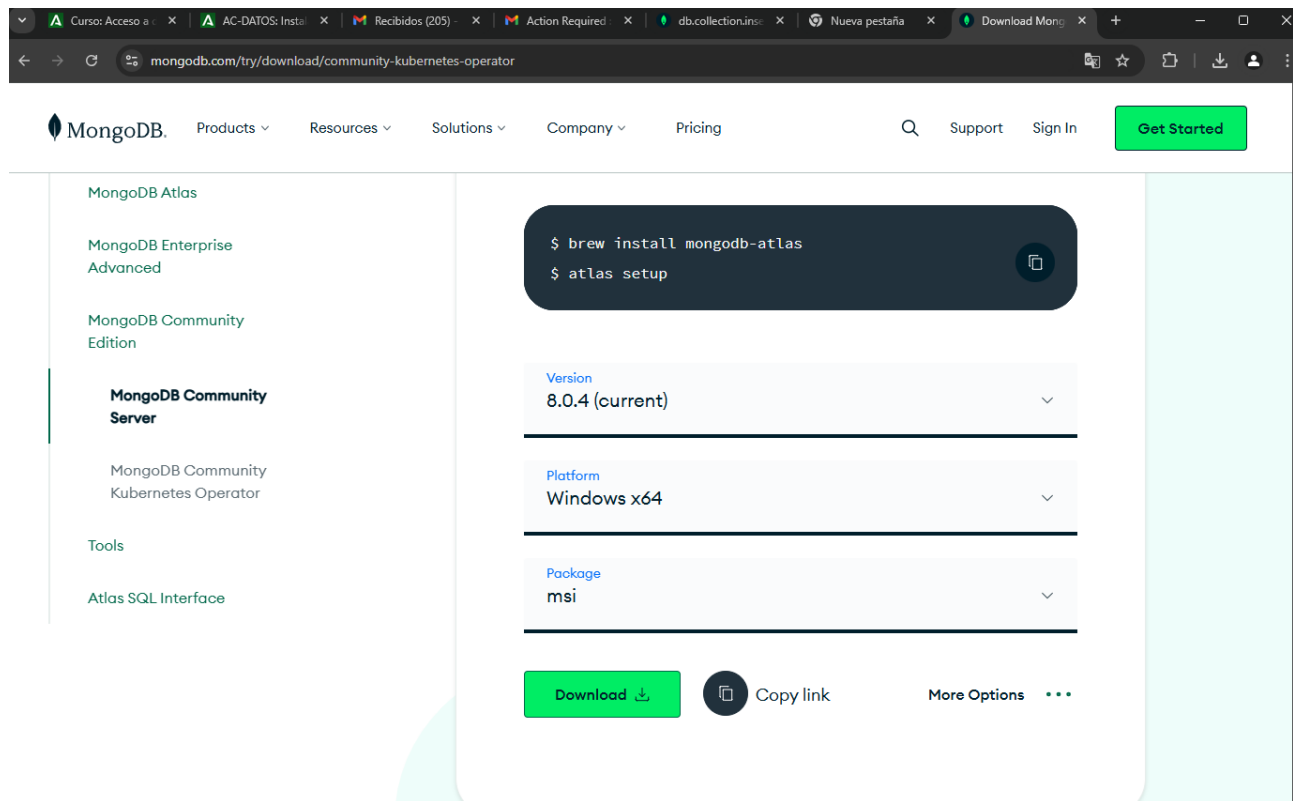 Curso: Acceso a c
AC-DATOS: Instal
Recibidos (205) -
Action Required
db.collection.inse
Nueva pestaña
Download Mong
mongodb.com/try/download/community-kubernetes-operator
MongoDB.
Products
Resources
Solutions
Company
Pricing
Support
Sign In
Get Started
MongoDB Atlas
MongoDB Enterprise
Advanced
MongoDB Community
Edition
MongoDB Community
Server
MongoDB Community
Kubernetes Operator
Tools
Atlas SQL Interface
$ brew install mongodb-atlas
$ atlas setup
Version
8.0.4 (current)
Platform
Windows x64
Package
msi
Download
Copy link
More Options